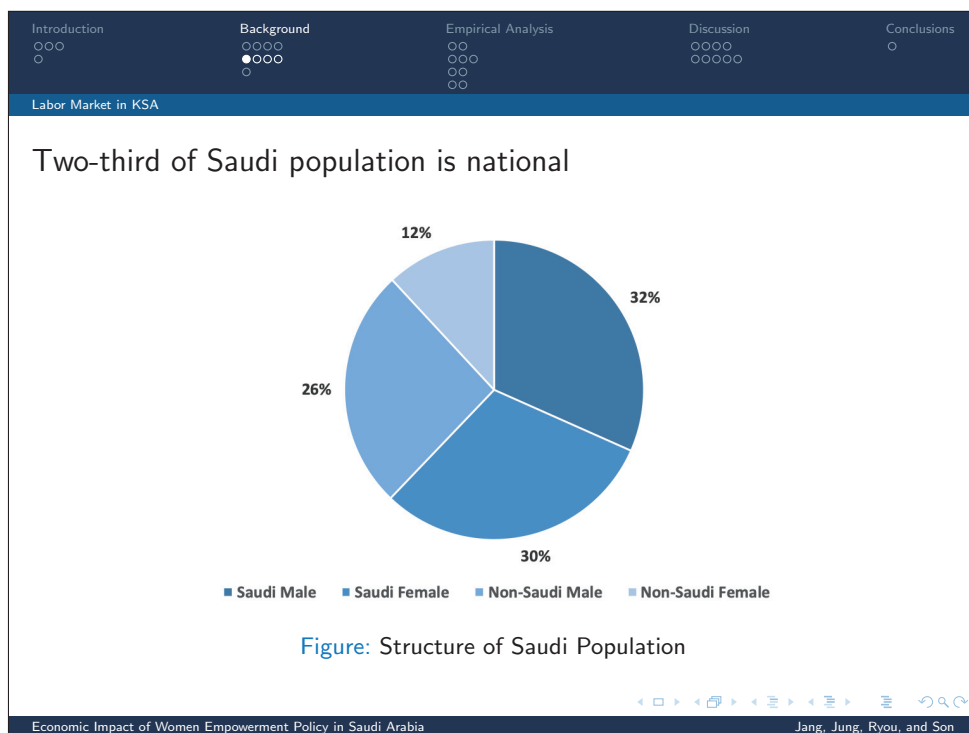 Introduction Background Empirical Analysis Discussion Conclusions
Labor Market in KSA
Two-third of Saudi population is national
12%
32%
26%
30%
Saudi Male Saudi Female Non-Saudi Male Non-Saudi Female
Figure: Structure of Saudi Population
Economic Impact of Women Empowerment Policy in Saudi Arabia Jang, Jung, Ryou, and Son